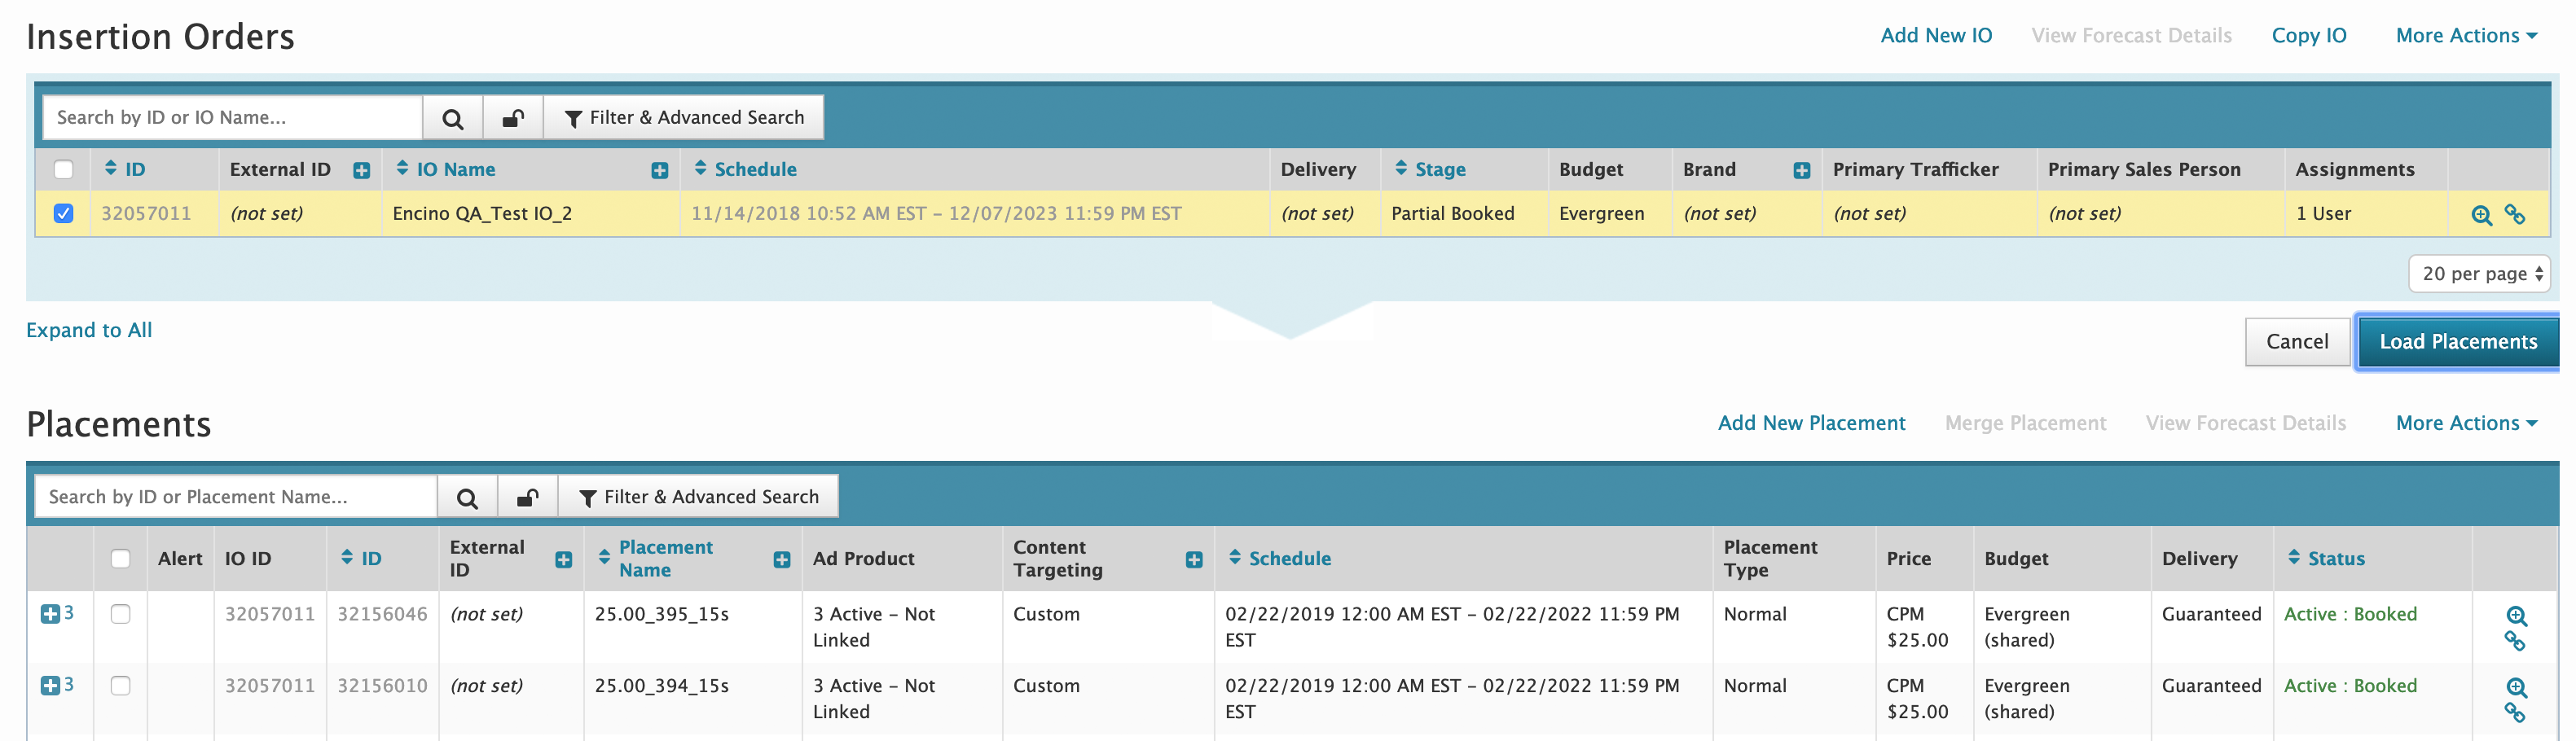 Insertion Orders
Add New IO View Forecast Details Copy IO More Actions
Search by ID or IO Name... Filter & Advanced Search
ID External ID IO Name Schedule Delivery Stage Budget Brand Primary Trafficker Primary Sales Person Assignments
32057011 (not set) Encino QA_Test IO_2 11/14/2018 10:52 AM EST – 12/07/2023 11:59 PM EST (not set) Partial Booked Evergreen (not set) (not set) (not set) 1 User
20 per page
Expand to All
Cancel Load Placements
Placements
Add New Placement Merge Placement View Forecast Details More Actions
Search by ID or Placement Name... Filter & Advanced Search
Alert IO ID ID External ID Placement Name Ad Product Content Targeting Schedule Placement Type Price Budget Delivery Status
3 32057011 32156046 (not set) 25.00_395_15s 3 Active – Not Linked Custom 02/22/2019 12:00 AM EST – 02/22/2022 11:59 PM EST Normal CPM $25.00 Evergreen (shared) Guaranteed Active : Booked
3 32057011 32156010 (not set) 25.00_394_15s 3 Active – Not Linked Custom 02/22/2019 12:00 AM EST – 02/22/2022 11:59 PM EST Normal CPM $25.00 Evergreen (shared) Guaranteed Active : Booked